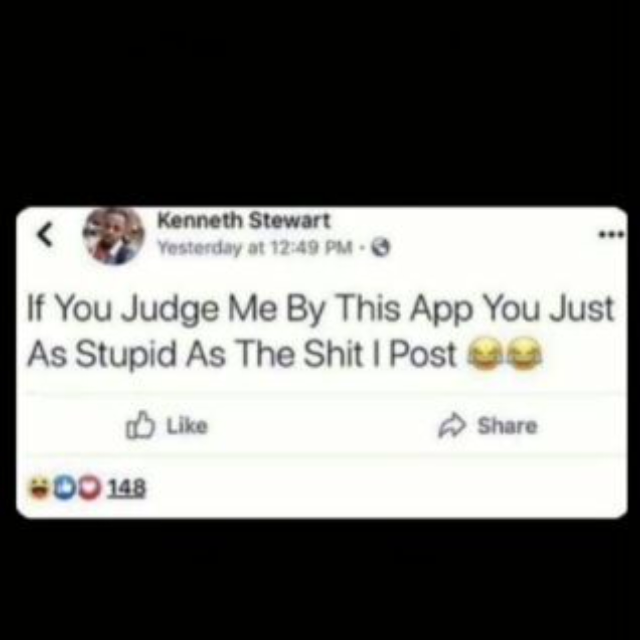 Kenneth Stewart
Yesterday at 12:49 PM ·
If You Judge Me By This App You Just
As Stupid As The Shit I Post 😂😂
Like
Share
148